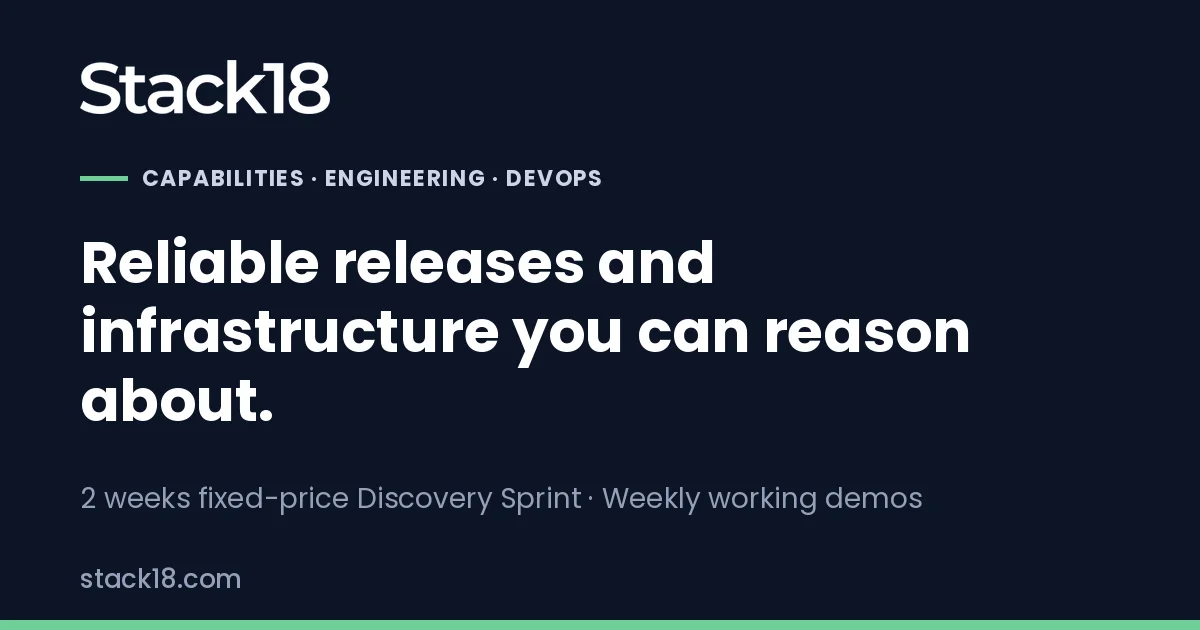 Stack18
CAPABILITIES · ENGINEERING · DEVOPS
Reliable releases and
infrastructure you can reason
about.
2 weeks fixed-price Discovery Sprint · Weekly working demos
stack18.com